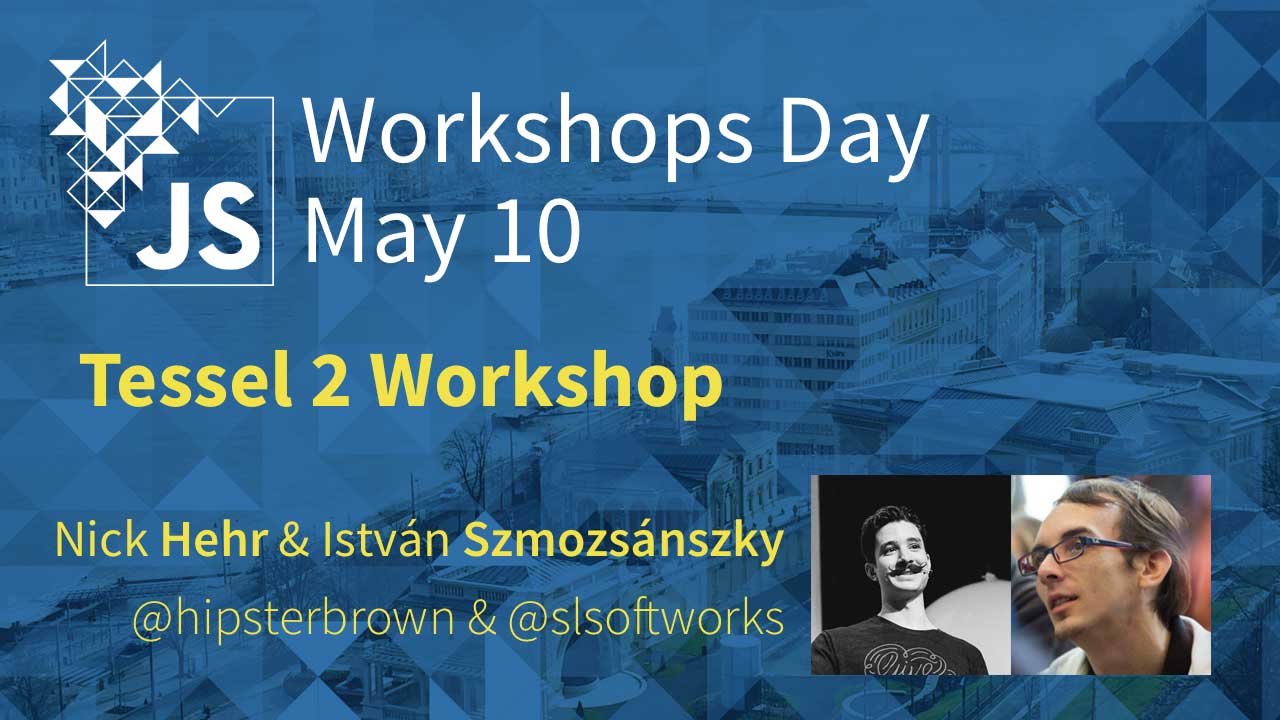 JS
Workshops Day
May 10
Tessel 2 Workshop
Nick Hehr & István Szmozsánszky
@hipsterbrown & @slsoftworks